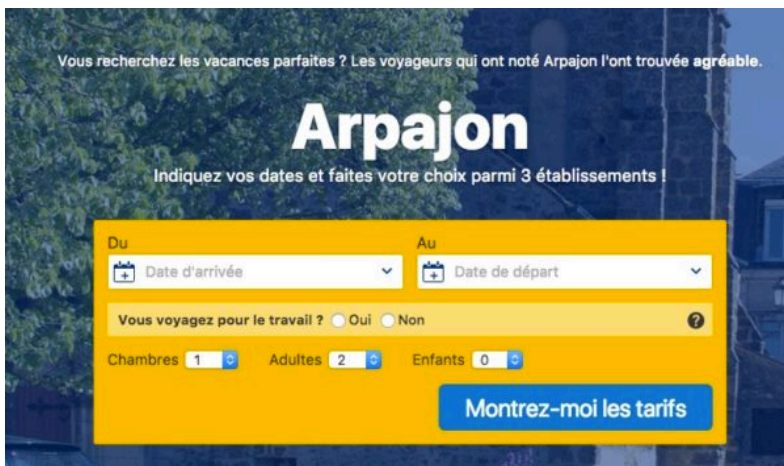 Vous recherchez les vacances parfaites ? Les voyageurs qui ont noté Arpajon l'ont trouvée agréable.
Arpajon
Indiquez vos dates et faites votre choix parmi 3 établissements !
Du Au
Date d'arrivée Date de départ
Vous voyagez pour le travail ? Oui Non ?
Chambres 1 Adultes 2 Enfants 0
Montrez-moi les tarifs